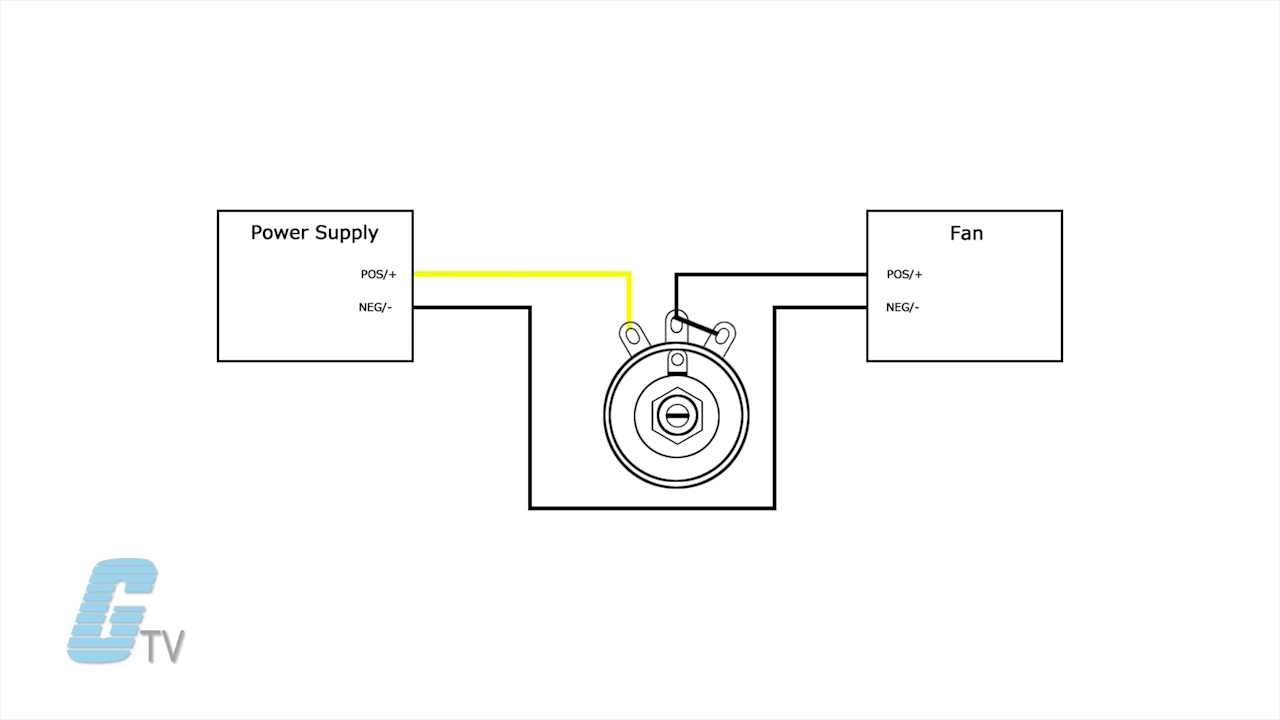 Power Supply
POS/+
NEG/-
Fan
POS/+
NEG/-
G
TV